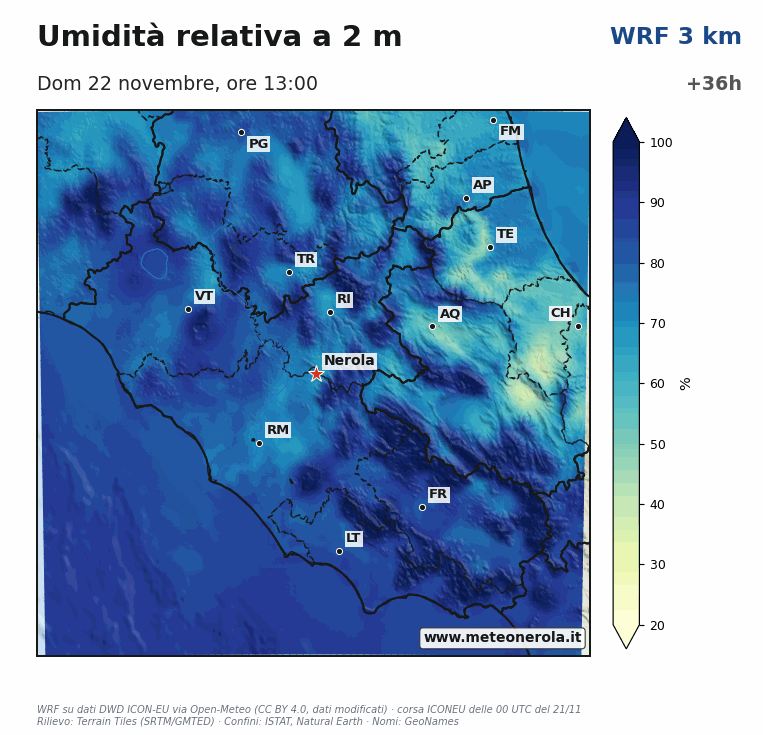 Umidità relativa a 2 m
WRF 3 km
Dom 22 novembre, ore 13:00
+36h
FM
PG
AP
TE
TR
VT
RI
AQ
CH
Nerola
RM
FR
LT
100
90
80
70
60
50
40
30
20
%
www.meteonerola.it
WRF su dati DWD ICON-EU via Open-Meteo (CC BY 4.0, dati modificati) · corsa ICONEU delle 00 UTC del 21/11
Rilievo: Terrain Tiles (SRTM/GMTED) · Confini: ISTAT, Natural Earth · Nomi: GeoNames